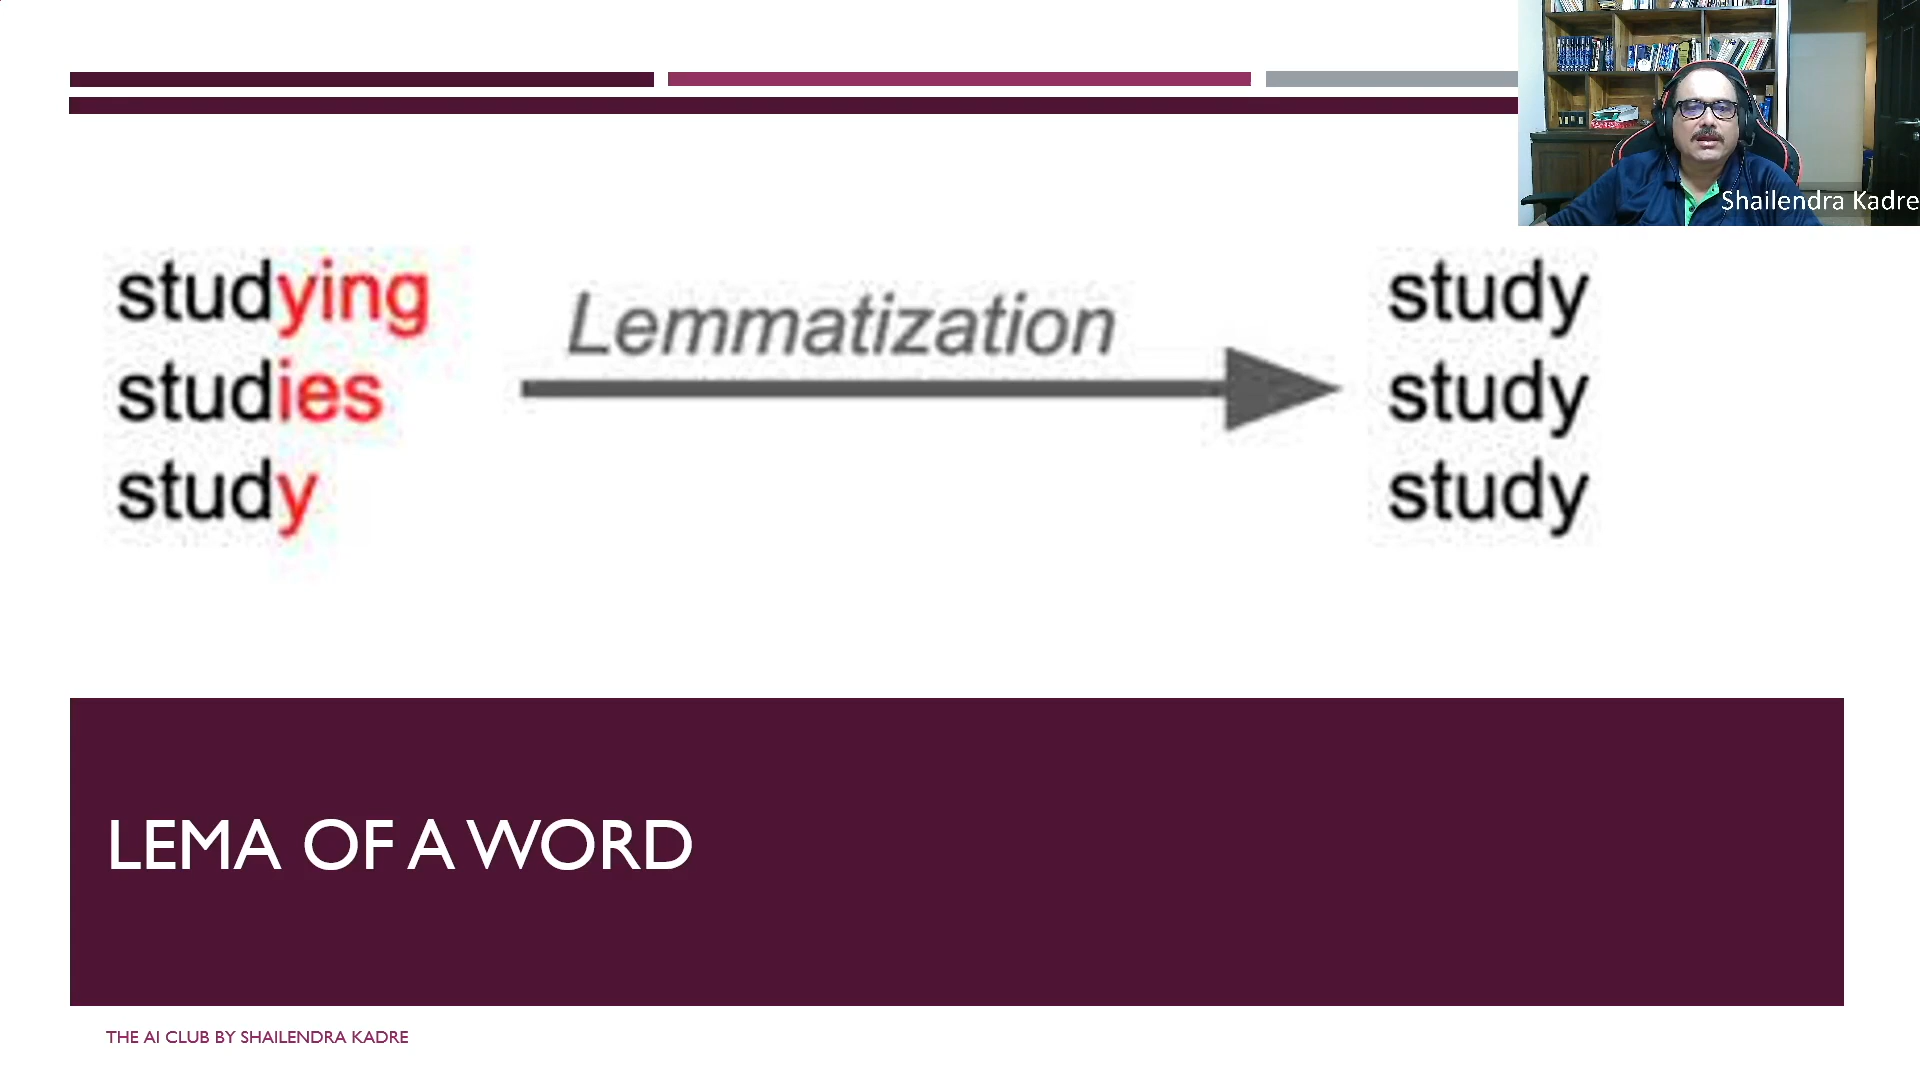 Shailendra Kadre
studying
studies
study
Lemmatization
study
study
study
LEMA OF A WORD
THE AI CLUB BY SHAILENDRA KADRE